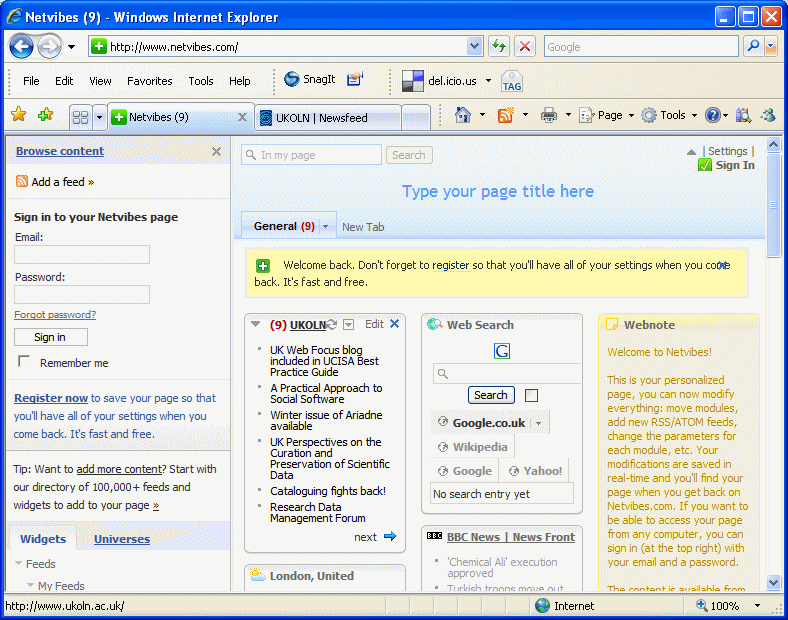 Netvibes (9) - Windows Internet Explorer
http://www.netvibes.com/
Google
File Edit View Favorites Tools Help
SnagIt
del.icio.us
TAG
Netvibes (9)
UKOLN | Newsfeed
Page
Tools
Browse content
Add a feed »
Sign in to your Netvibes page
Email:
Password:
Forgot password?
Sign in
Remember me
Register now to save your page so that
you'll have all of your settings when you
come back. It's fast and free.
Tip: Want to add more content? Start with
our directory of 100,000+ feeds and
widgets to add to your page »
Widgets
Universes
Feeds
My Feeds
In my page
Search
| Settings |
Sign In
Type your page title here
General (9)
New Tab
Welcome back. Don't forget to register so that you'll have all of your settings when you come
back. It's fast and free.
(9) UKOLN
Edit
UK Web Focus blog
included in UCISA Best
Practice Guide
A Practical Approach to
Social Software
Winter issue of Ariadne
available
UK Perspectives on the
Curation and
Preservation of Scientific
Data
Cataloguing fights back!
Research Data
Management Forum
next
London, United
Web Search
G
Search
Google.co.uk
Wikipedia
Google
Yahoo!
No search entry yet
BBC News | News Front
'Chemical Ali' execution
approved
Turkish troops move out
Webnote
Welcome to Netvibes!
This is your personalized
page, you can now modify
everything: move modules,
add new RSS/ATOM feeds,
change the parameters for
each module, etc. Your
modifications are saved in
real-time and you'll find your
page when you get back on
Netvibes.com. If you want to
be able to access your page
from any computer, you can
sign in (at the top right) with
your email and a password.
The content is available from
http://www.ukoln.ac.uk/
Internet
100%